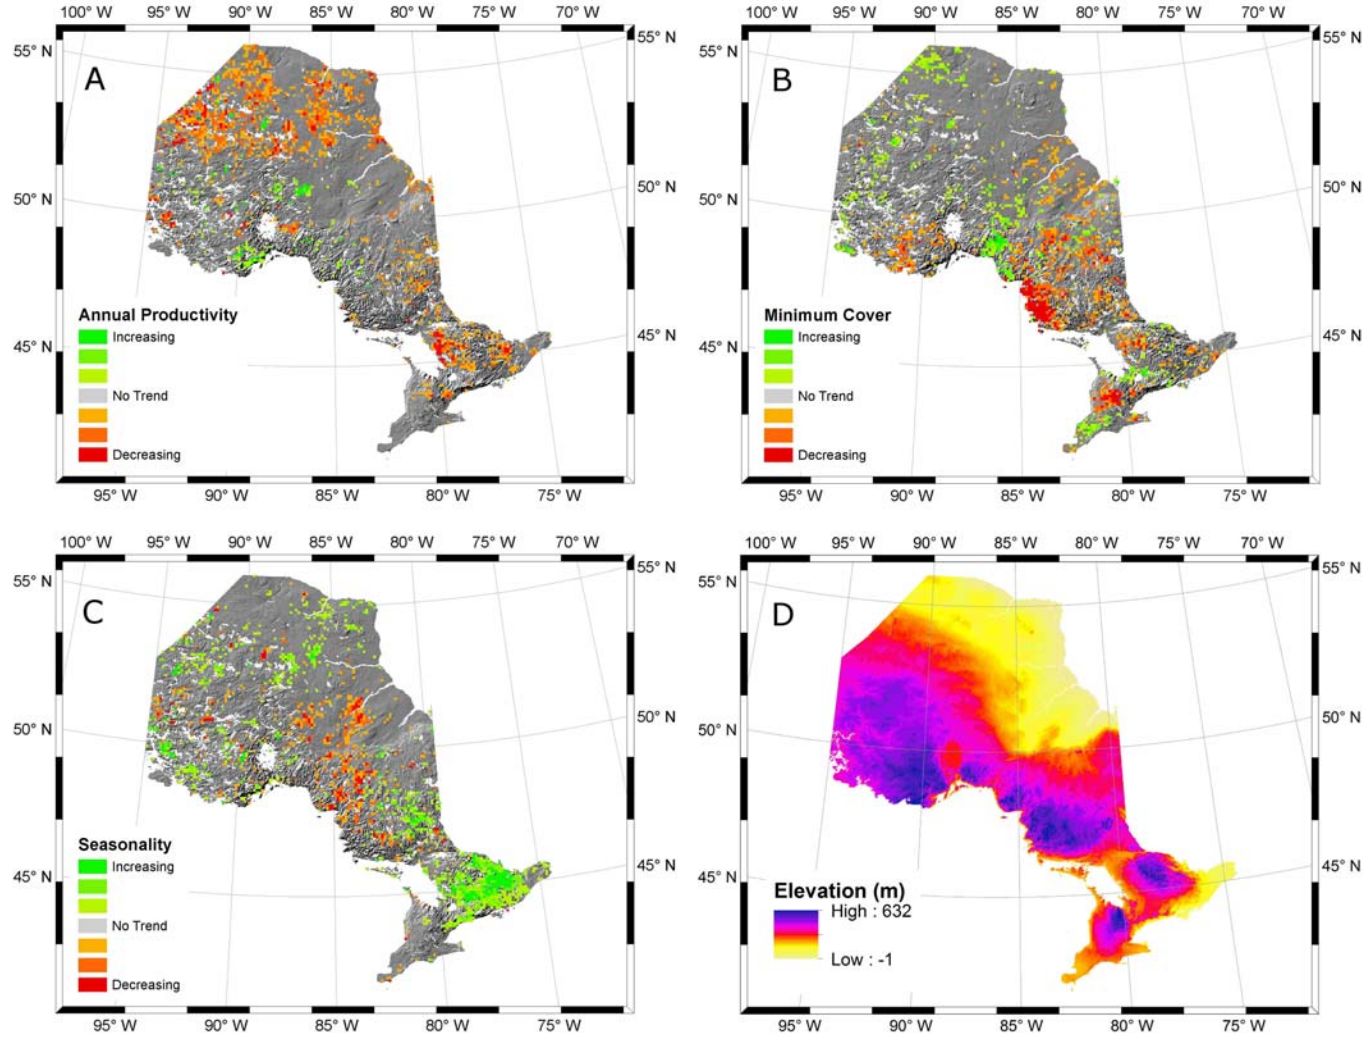 100° W 95° W 90° W 85° W 80° W 75° W 70° W
55° N 55° N
A
50° N 50° N
45° N 45° N
Annual Productivity
Increasing
No Trend
Decreasing
95° W 90° W 85° W 80° W 75° W
100° W 95° W 90° W 85° W 80° W 75° W 70° W
55° N 55° N
B
50° N 50° N
45° N 45° N
Minimum Cover
Increasing
No Trend
Decreasing
95° W 90° W 85° W 80° W 75° W
100° W 95° W 90° W 85° W 80° W 75° W 70° W
55° N 55° N
C
50° N 50° N
45° N 45° N
Seasonality
Increasing
No Trend
Decreasing
95° W 90° W 85° W 80° W 75° W
100° W 95° W 90° W 85° W 80° W 75° W 70° W
55° N 55° N
D
50° N 50° N
45° N 45° N
Elevation (m)
High : 632
Low : -1
95° W 90° W 85° W 80° W 75° W